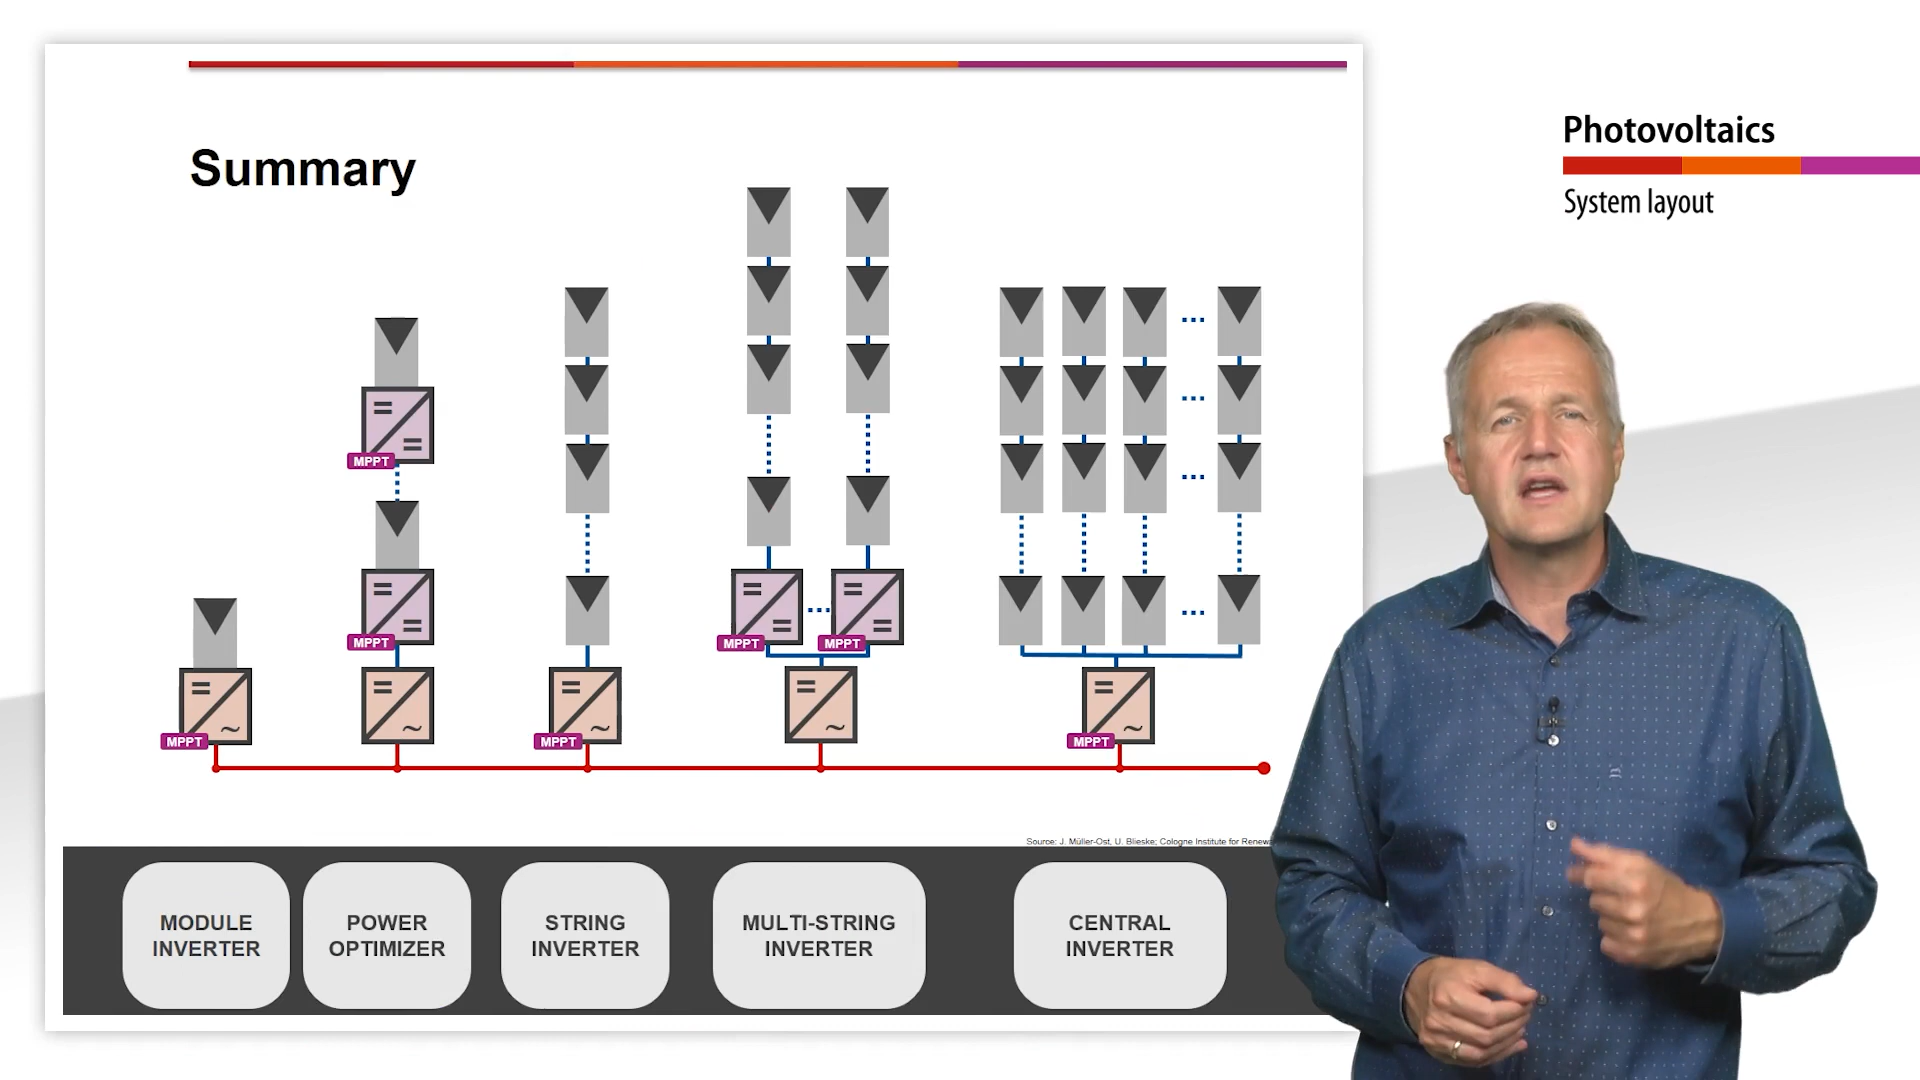 Photovoltaics
System layout
Summary
MPPT
MPPT
MPPT
MPPT
MPPT
MPPT
MPPT
Source: J. Müller-Ost, U. Blieske; Cologne Institute for
MODULE
INVERTER
POWER
OPTIMIZER
STRING
INVERTER
MULTI-STRING
INVERTER
CENTRAL
INVERTER